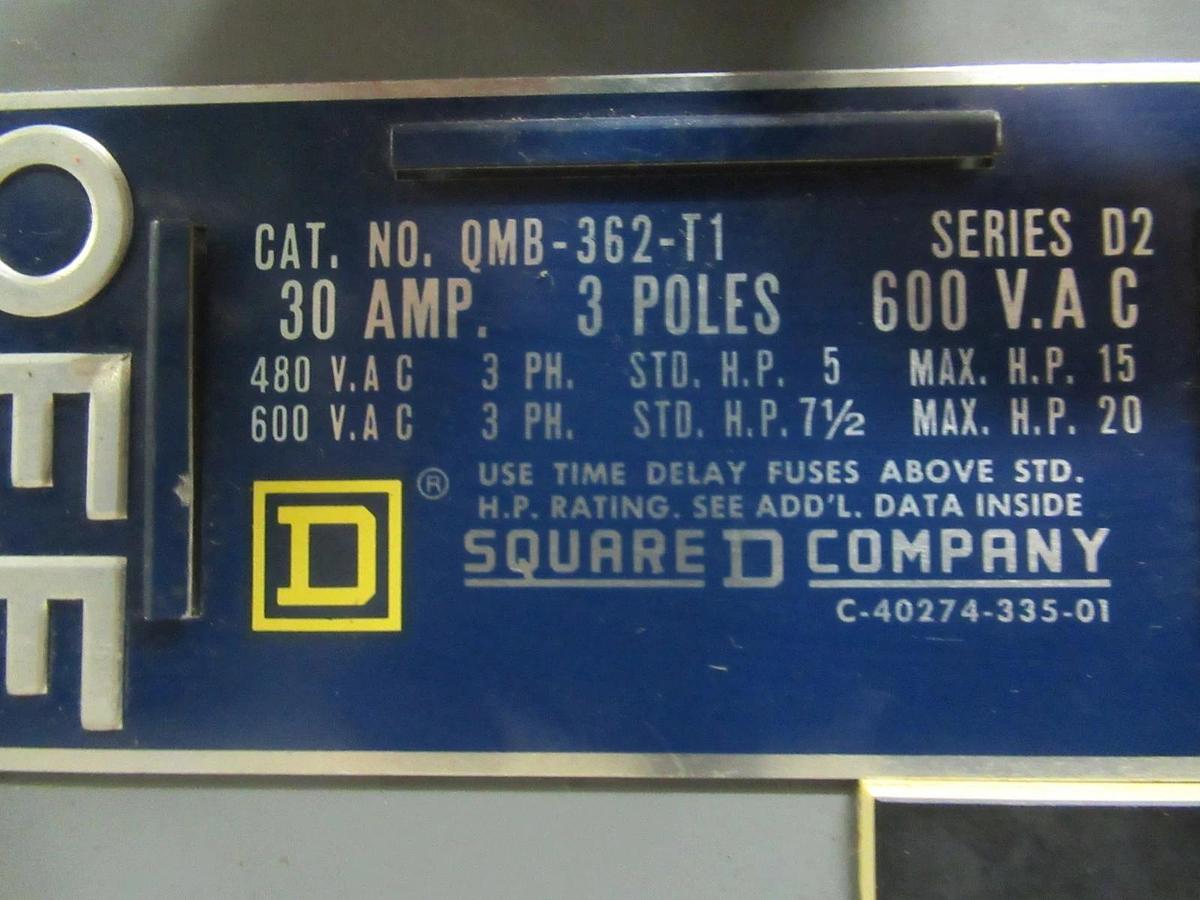 OFF
CAT. NO. QMB-362-T1 SERIES D2
30 AMP. 3 POLES 600 V.A C
480 V.A C 3 PH. STD. H.P. 5 MAX. H.P. 15
600 V.A C 3 PH. STD. H.P. 7½ MAX. H.P. 20
D ® USE TIME DELAY FUSES ABOVE STD.
H.P. RATING. SEE ADD'L. DATA INSIDE
SQUARE D COMPANY
C-40274-335-01